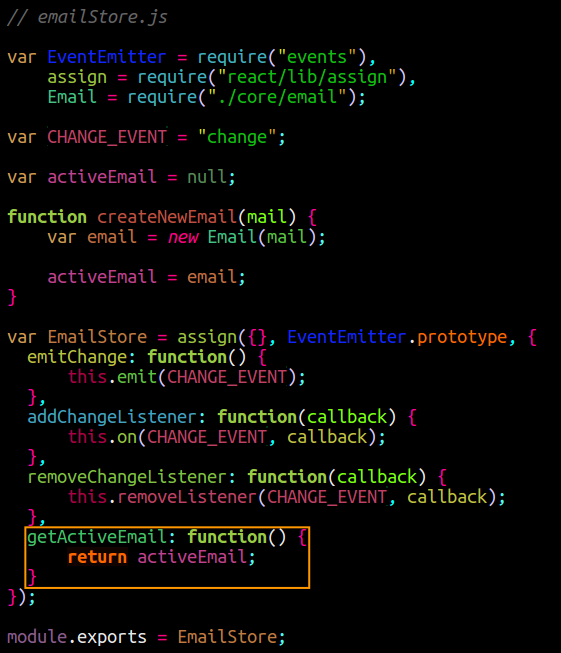 // emailStore.js

var EventEmitter = require("events"),
    assign = require("react/lib/assign"),
    Email = require("./core/email");

var CHANGE_EVENT = "change";

var activeEmail = null;

function createNewEmail(mail) {
    var email = new Email(mail);

    activeEmail = email;
}

var EmailStore = assign({}, EventEmitter.prototype, {
  emitChange: function() {
      this.emit(CHANGE_EVENT);
  },
  addChangeListener: function(callback) {
      this.on(CHANGE_EVENT, callback);
  },
  removeChangeListener: function(callback) {
      this.removeListener(CHANGE_EVENT, callback);
  },
  getActiveEmail: function() {
      return activeEmail;
  }
});

module.exports = EmailStore;